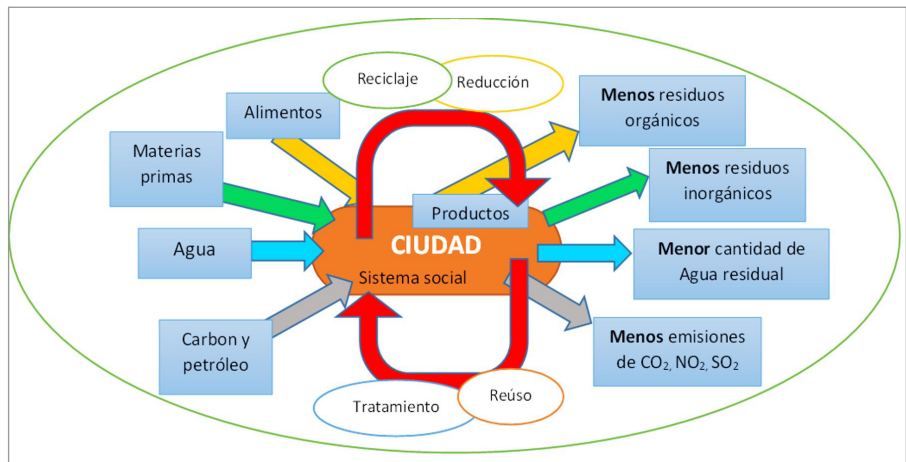 Reciclaje
Reducción
Alimentos
Menos residuos
orgánicos
Materias
primas
Menos residuos
inorgánicos
Productos
Agua
CIUDAD
Sistema social
Menor cantidad de
Agua residual
Carbon y
petróleo
Menos emisiones
de CO₂, NO₂, SO₂
Tratamiento
Reúso